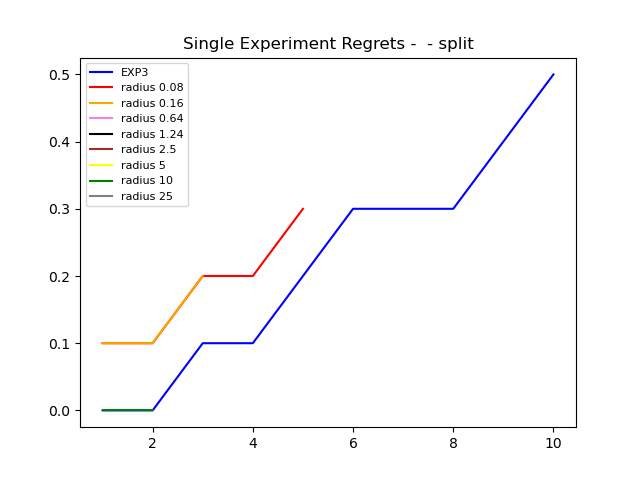 Single Experiment Regrets -  - split
EXP3
radius 0.08
radius 0.16
radius 0.64
radius 1.24
radius 2.5
radius 5
radius 10
radius 25
0.5
0.4
0.3
0.2
0.1
0.0
2 4 6 8 10